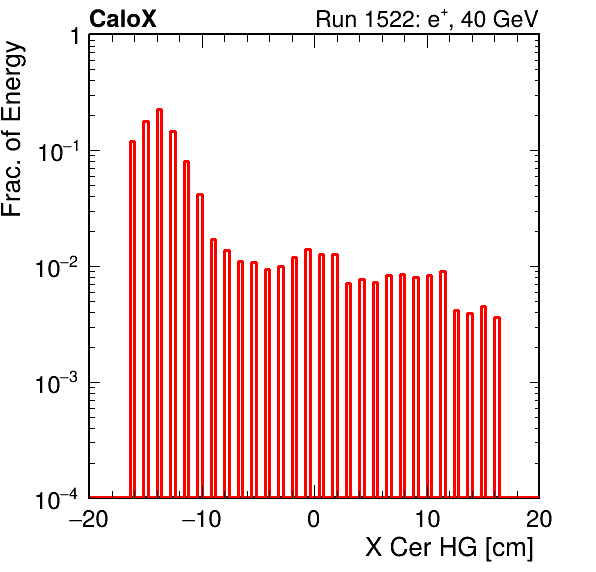 CaloX Run 1522: e⁺, 40 GeV
Frac. of Energy
1
10⁻¹
10⁻²
10⁻³
10⁻⁴
−20 −10 0 10 20
X Cer HG [cm]